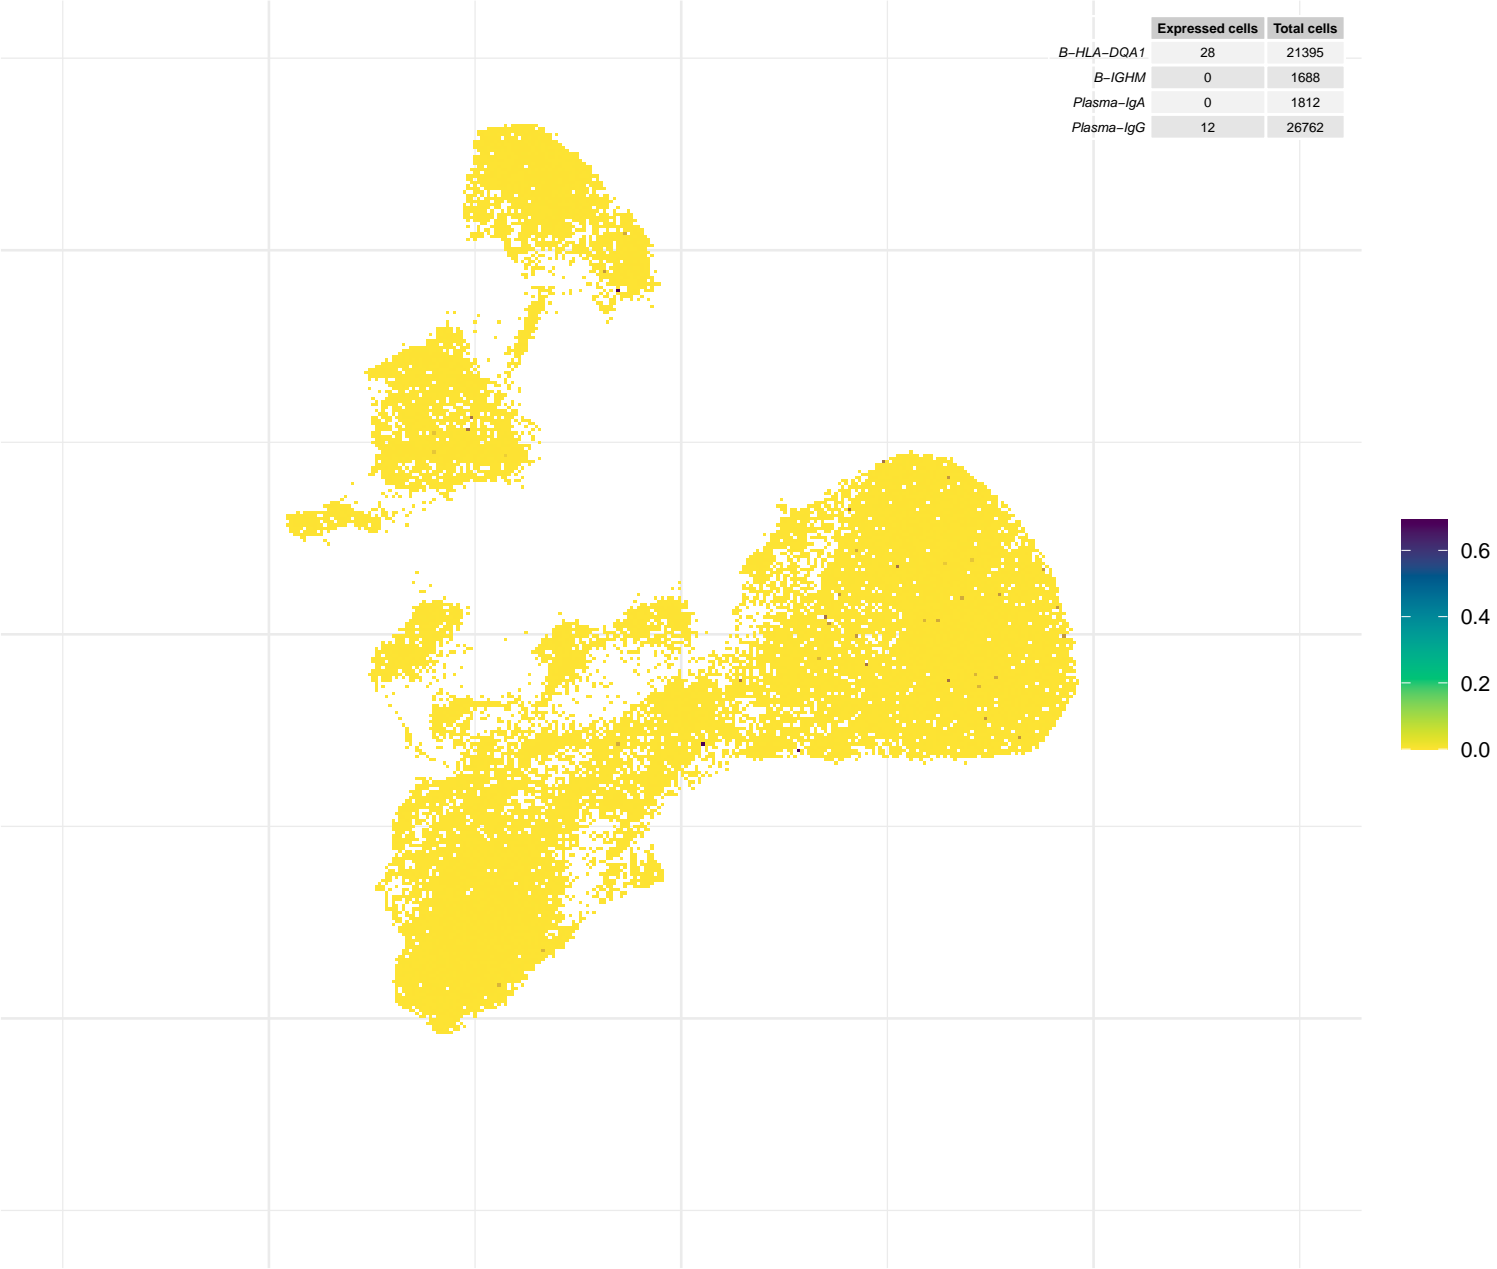 Expressed cells Total cells
B−HLA−DQA1 28 21395
B−IGHM 0 1688
Plasma−IgA 0 1812
Plasma−IgG 12 26762
0.6
0.4
0.2
0.0